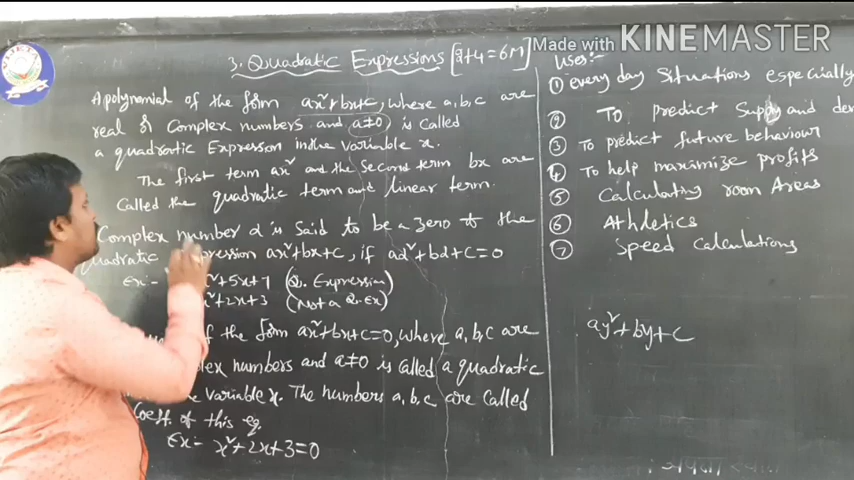 3. Quadratic Expressions [2+4=6M]
A polynomial of the form ax²+bx+c, where a, b, c are
real or Complex numbers and a≠0 is called
a quadratic Expression in the variable x.
The first term ax² and the second term bx are
called the quadratic term and linear term.
Complex number α is said to be a zero of the
quadratic expression ax²+bx+c, if aα²+bα+c=0
Ex:- x²+5x+7 (Q. Expression)
x²+2x+3 (Not a Q. Ex)
of the form ax²+bx+c=0, where a, b, c are
numbers and a≠0 is called a quadratic
variable x. The numbers a, b, c are called
Coeff. of this eq.
Ex:- x²+2x+3=0
Made with KINEMASTER
Uses:-
① every day Situations especially
② To predict Supply and
③ To predict future behaviour
④ To help maximize profits
⑤ Calculating room Areas
⑥ Athletics
⑦ Speed Calculations
ay²+by+c